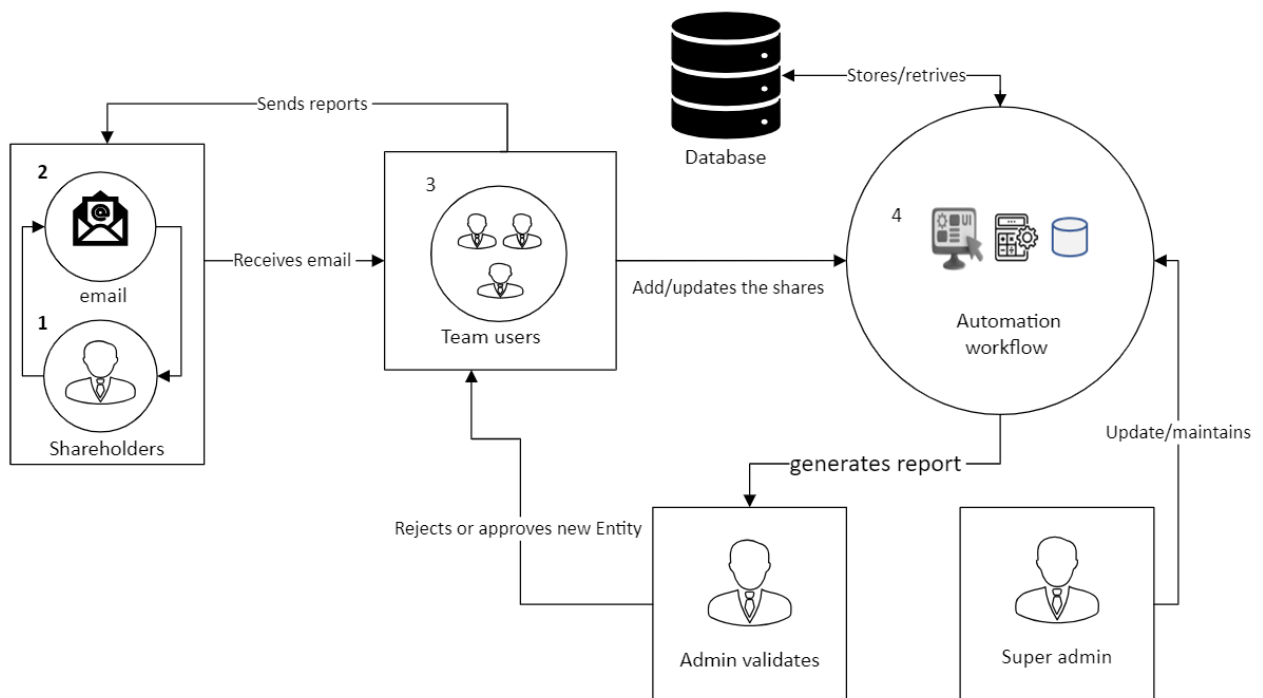 Stores/retrives
Database
Sends reports
2
email
1
Shareholders
Receives email
3
Team users
Add/updates the shares
4
UI
Automation
workflow
Update/maintains
generates report
Rejects or approves new Entity
Admin validates
Super admin